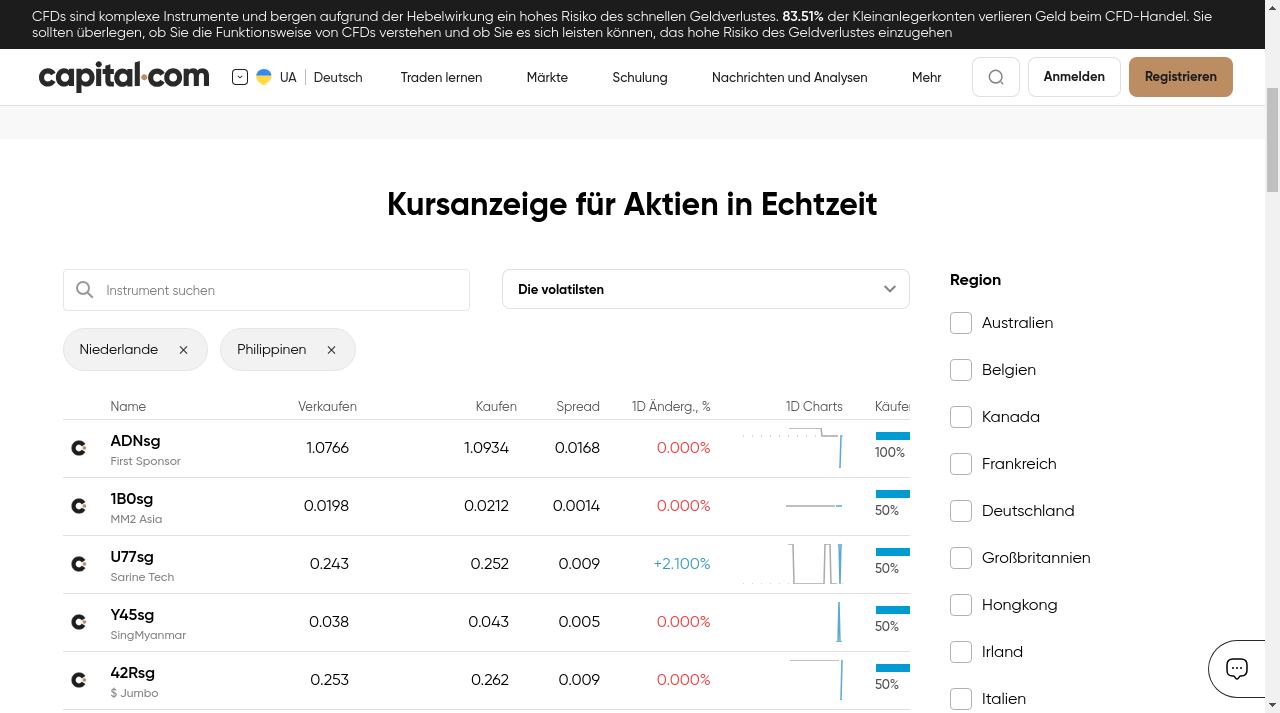 CFDs sind komplexe Instrumente und bergen aufgrund der Hebelwirkung ein hohes Risiko des schnellen Geldverlustes. 83.51% der Kleinanlegerkonten verlieren Geld beim CFD-Handel. Sie
sollten überlegen, ob Sie die Funktionsweise von CFDs verstehen und ob Sie es sich leisten können, das hohe Risiko des Geldverlustes einzugehen
capital.com UA Deutsch Traden lernen Märkte Schulung Nachrichten und Analysen Mehr Anmelden Registrieren
Kursanzeige für Aktien in Echtzeit
Instrument suchen Die volatilsten
Niederlande Philippinen
Name Verkaufen Kaufen Spread 1D Änderg., % 1D Charts Käufer
ADNsg 1.0766 1.0934 0.0168 0.000% 100%
First Sponsor
1B0sg 0.0198 0.0212 0.0014 0.000% 50%
MM2 Asia
U77sg 0.243 0.252 0.009 +2.100% 50%
Sarine Tech
Y45sg 0.038 0.043 0.005 0.000% 50%
SingMyanmar
42Rsg 0.253 0.262 0.009 0.000% 50%
$ Jumbo
Region
Australien
Belgien
Kanada
Frankreich
Deutschland
Großbritannien
Hongkong
Irland
Italien